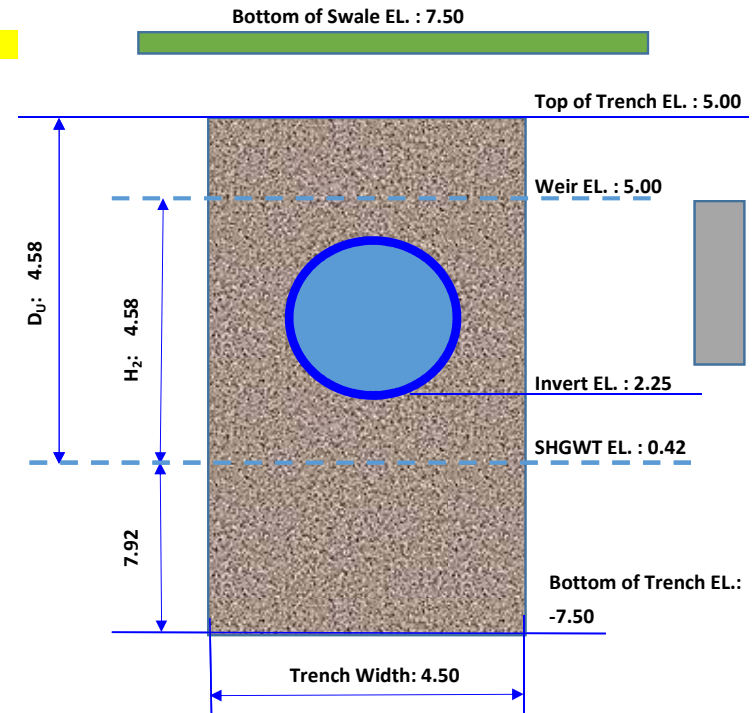 Bottom of Swale EL. : 7.50
Top of Trench EL. : 5.00
Weir EL. : 5.00
Dᵤ: 4.58
H₂: 4.58
Invert EL. : 2.25
SHGWT EL. : 0.42
7.92
Bottom of Trench EL.:
-7.50
Trench Width: 4.50